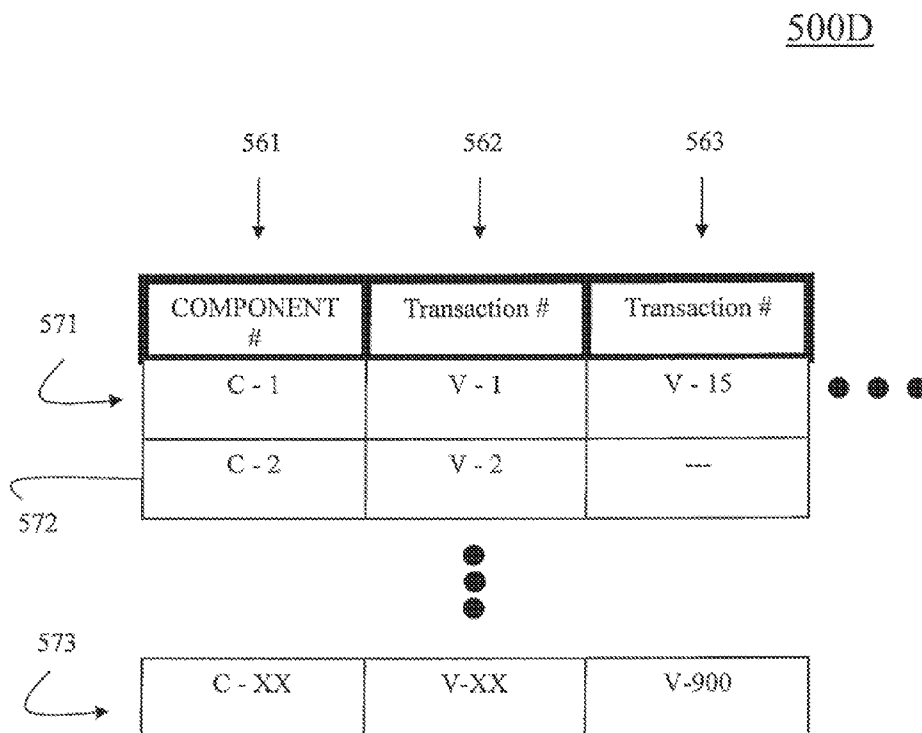 500D
561 562 563
COMPONENT # Transaction # Transaction #
571
C - 1 V - 1 V - 15
C - 2 V - 2 ---
572
573
C - XX V-XX V-900